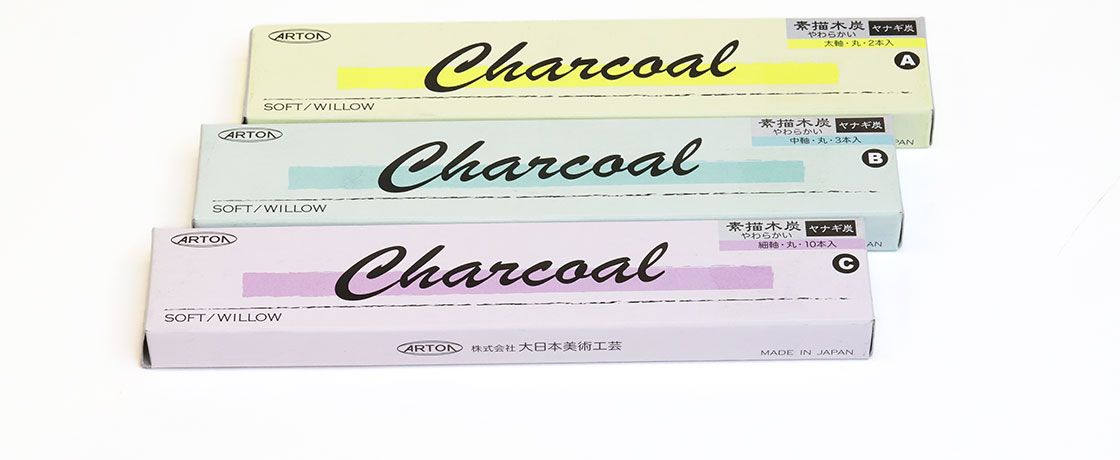 ARTON
Charcoal
素描木炭 ヤナギ炭
やわらかい
太軸・丸・2本入
A
SOFT/WILLOW
PAN
ARTON
Charcoal
素描木炭 ヤナギ炭
やわらかい
中軸・丸・3本入
B
SOFT/WILLOW
AN
ARTON
Charcoal
素描木炭 ヤナギ炭
やわらかい
細軸・丸・10本入
C
SOFT/WILLOW
ARTON 株式会社 大日本美術工芸
MADE IN JAPAN